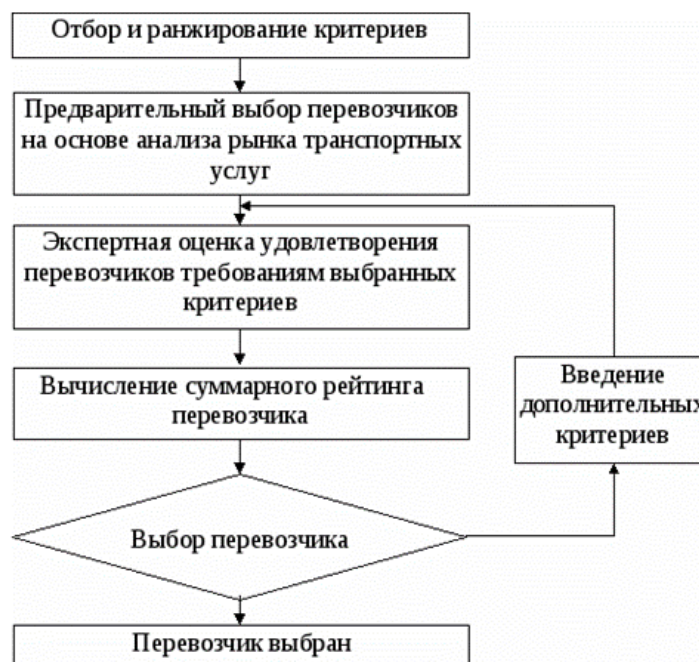 Отбор и ранжирование критериев
Предварительный выбор перевозчиков
на основе анализа рынка транспортных
услуг
Экспертная оценка удовлетворения
перевозчиков требованиям выбранных
критериев
Вычисление суммарного рейтинга
перевозчика
Введение
дополнительных
критериев
Выбор перевозчика
Перевозчик выбран